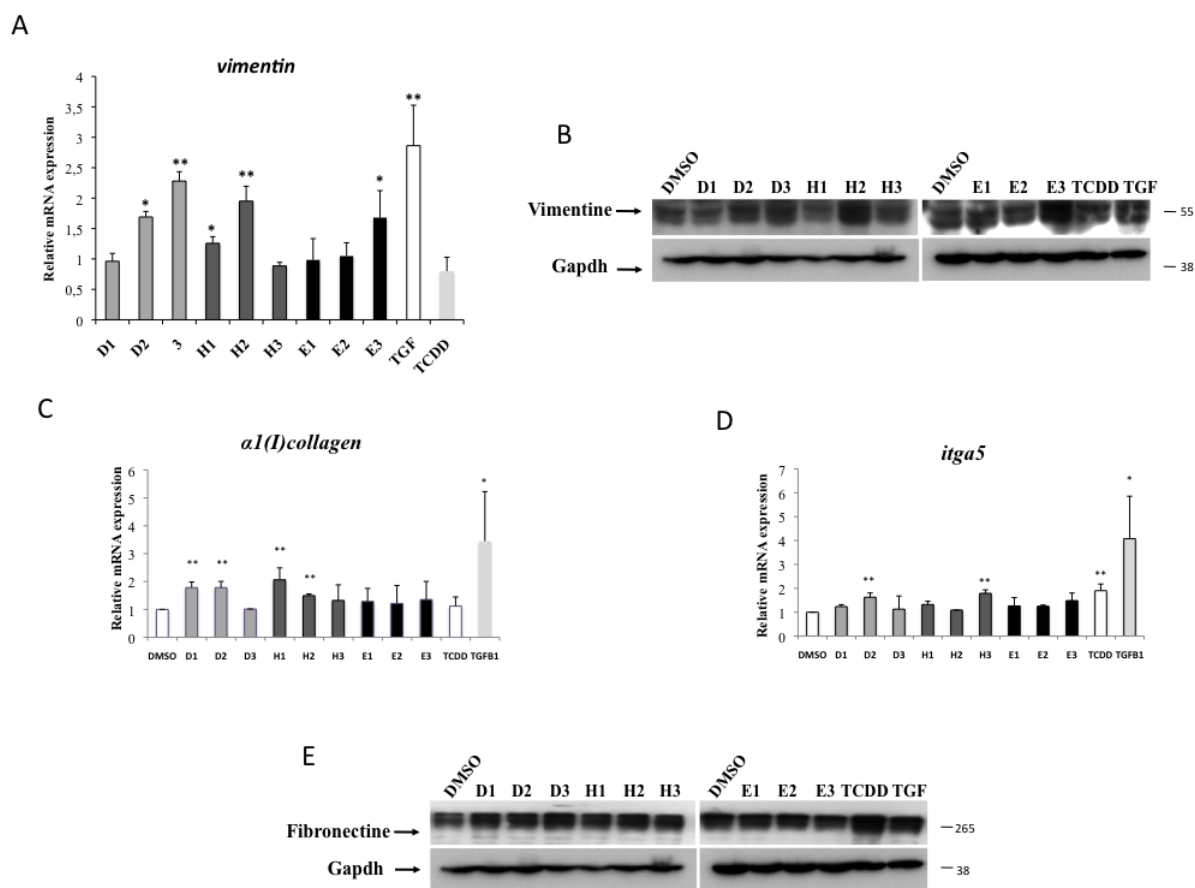 A
vimentin
Relative mRNA expression
4
3,5
3
2,5
2
1,5
1
0,5
0
* ** * ** * **
D1 D2 3 H1 H2 H3 E1 E2 E3 TGF TCDD
B
DMSO D1 D2 D3 H1 H2 H3 DMSO E1 E2 E3 TCDD TGF
Vimentine 55
Gapdh 38
C
α1(I)collagen
Relative mRNA expression
6
5
4
3
2
1
0
** ** ** ** *
DMSO D1 D2 D3 H1 H2 H3 E1 E2 E3 TCDD TGFB1
D
itga5
Relative mRNA expression
7
6
5
4
3
2
1
0
** ** ** *
DMSO D1 D2 D3 H1 H2 H3 E1 E2 E3 TCDD TGFB1
E
DMSO D1 D2 D3 H1 H2 H3 DMSO E1 E2 E3 TCDD TGF
Fibronectine 265
Gapdh 38